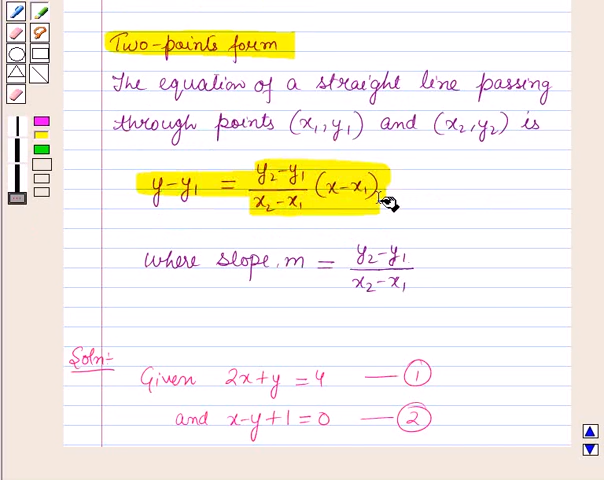 Two-points form
The equation of a straight line passing
through points (x₁,y₁) and (x₂,y₂) is
y-y₁ = (y₂-y₁)/(x₂-x₁) (x-x₁)
where slope, m = (y₂-y₁)/(x₂-x₁)
Soln:-
Given 2x+y = 4 — ①
and x-y+1=0 — ②